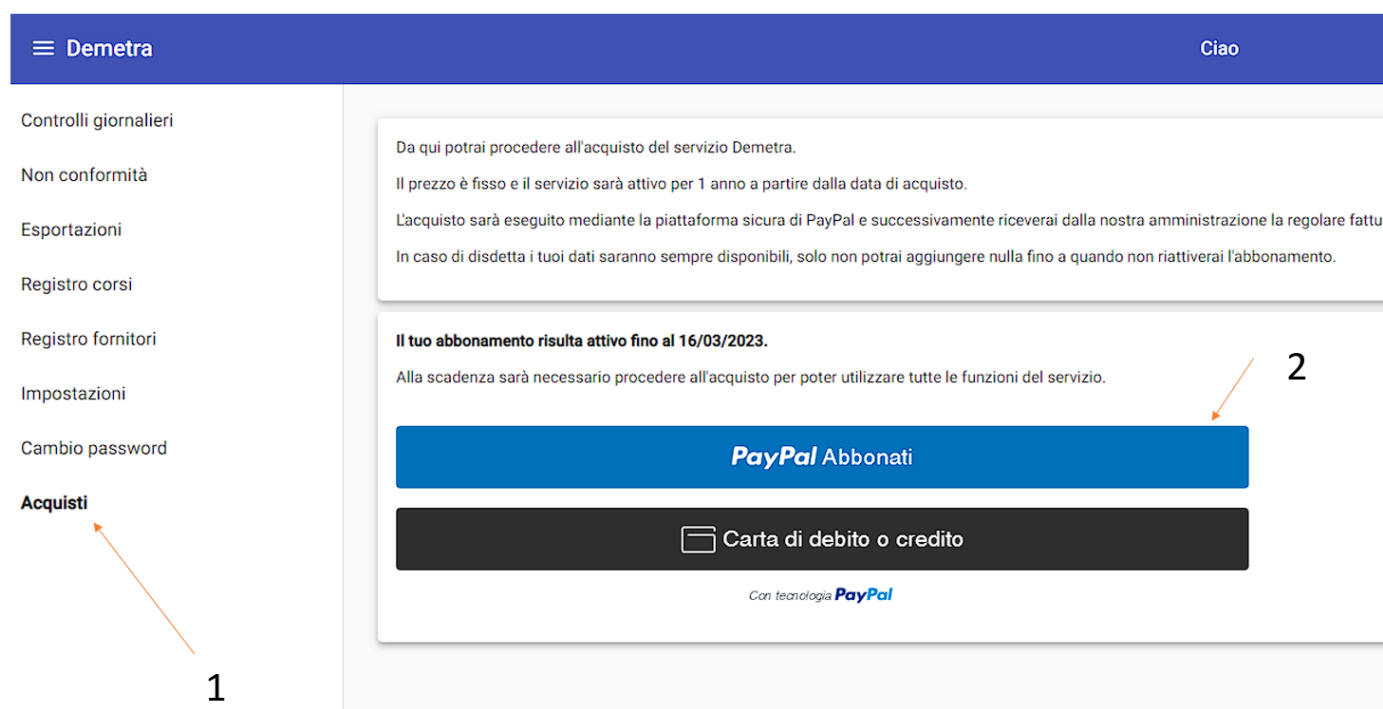 Demetra
Ciao
Controlli giornalieri
Non conformità
Esportazioni
Registro corsi
Registro fornitori
Impostazioni
Cambio password
Acquisti
1
Da qui potrai procedere all'acquisto del servizio Demetra.
Il prezzo è fisso e il servizio sarà attivo per 1 anno a partire dalla data di acquisto.
L'acquisto sarà eseguito mediante la piattaforma sicura di PayPal e successivamente riceverai dalla nostra amministrazione la regolare fattu
In caso di disdetta i tuoi dati saranno sempre disponibili, solo non potrai aggiungere nulla fino a quando non riattiverai l'abbonamento.
Il tuo abbonamento risulta attivo fino al 16/03/2023.
2
Alla scadenza sarà necessario procedere all'acquisto per poter utilizzare tutte le funzioni del servizio.
PayPal Abbonati
Carta di debito o credito
Con tecnologia PayPal